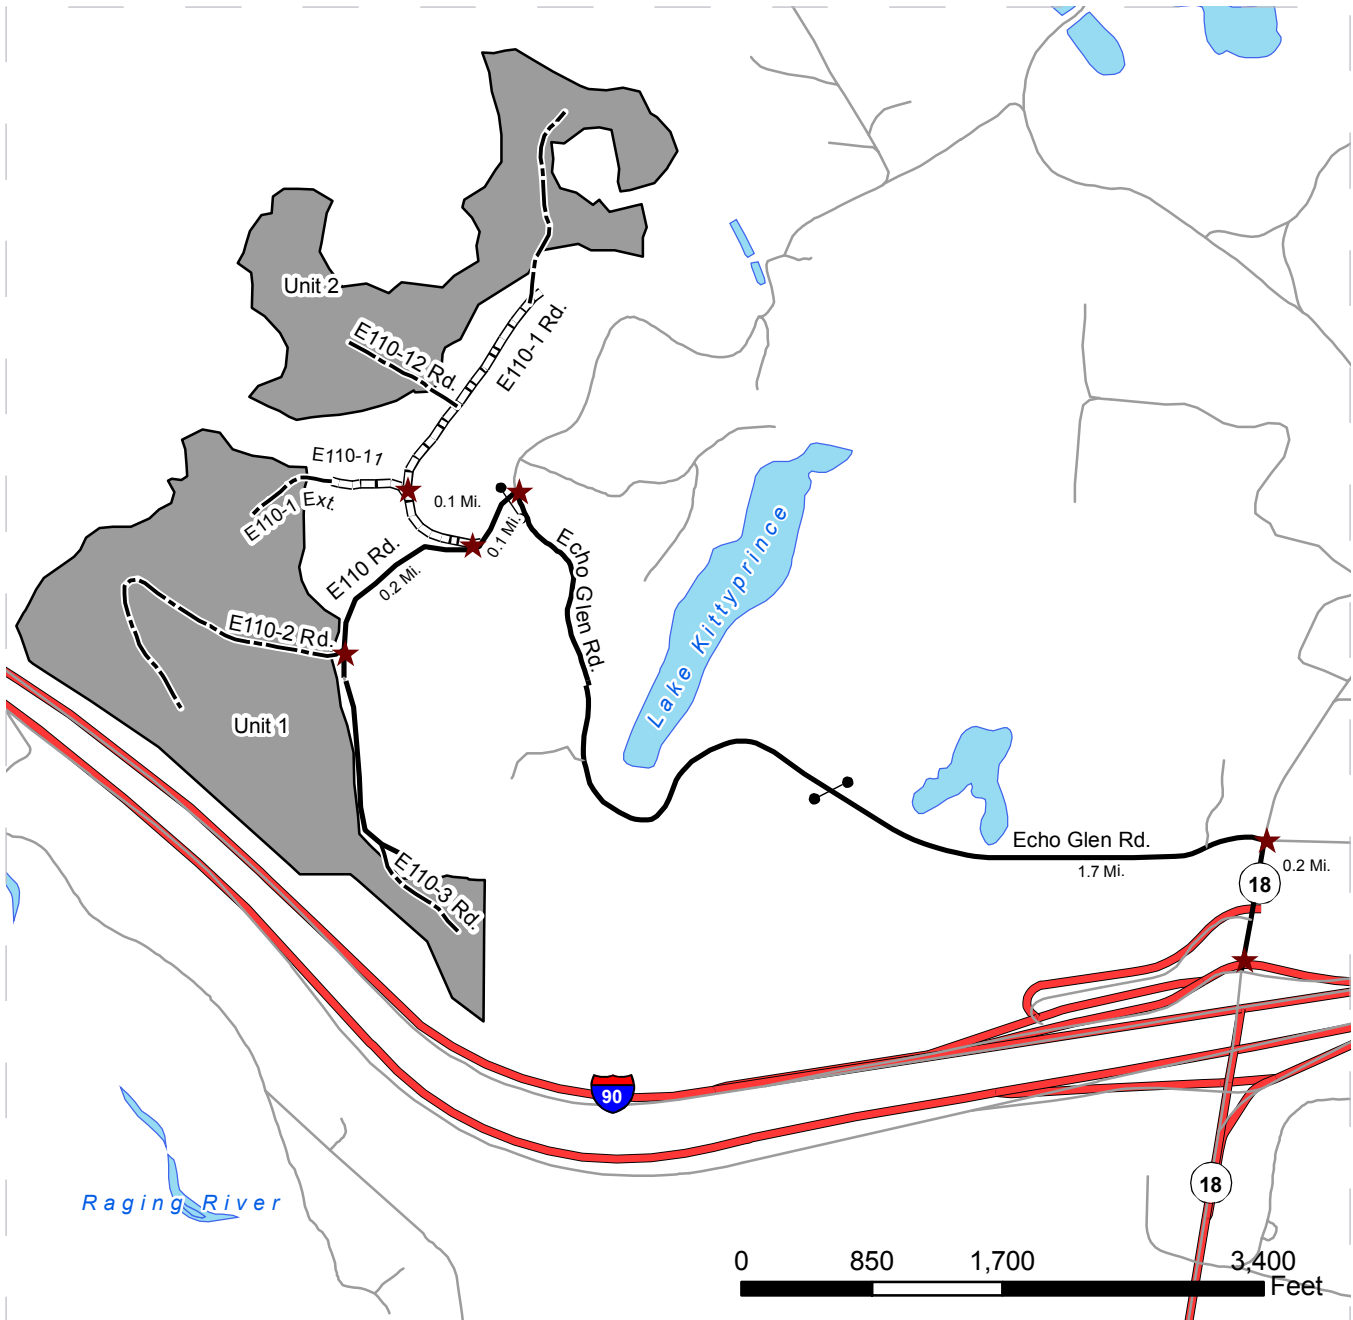 Unit 2
E110-12 Rd.
E110-1 Rd.
E110-11
E110-1 Ext.
0.1 Mi.
0.1 Mi.
E110 Rd.
0.2 Mi.
Echo Glen Rd.
Lake Kittyprince
E110-2 Rd.
Unit 1
E110-3 Rd.
Echo Glen Rd.
1.7 Mi.
0.2 Mi.
18
90
18
Raging River
0 850 1,700 3,400
Feet